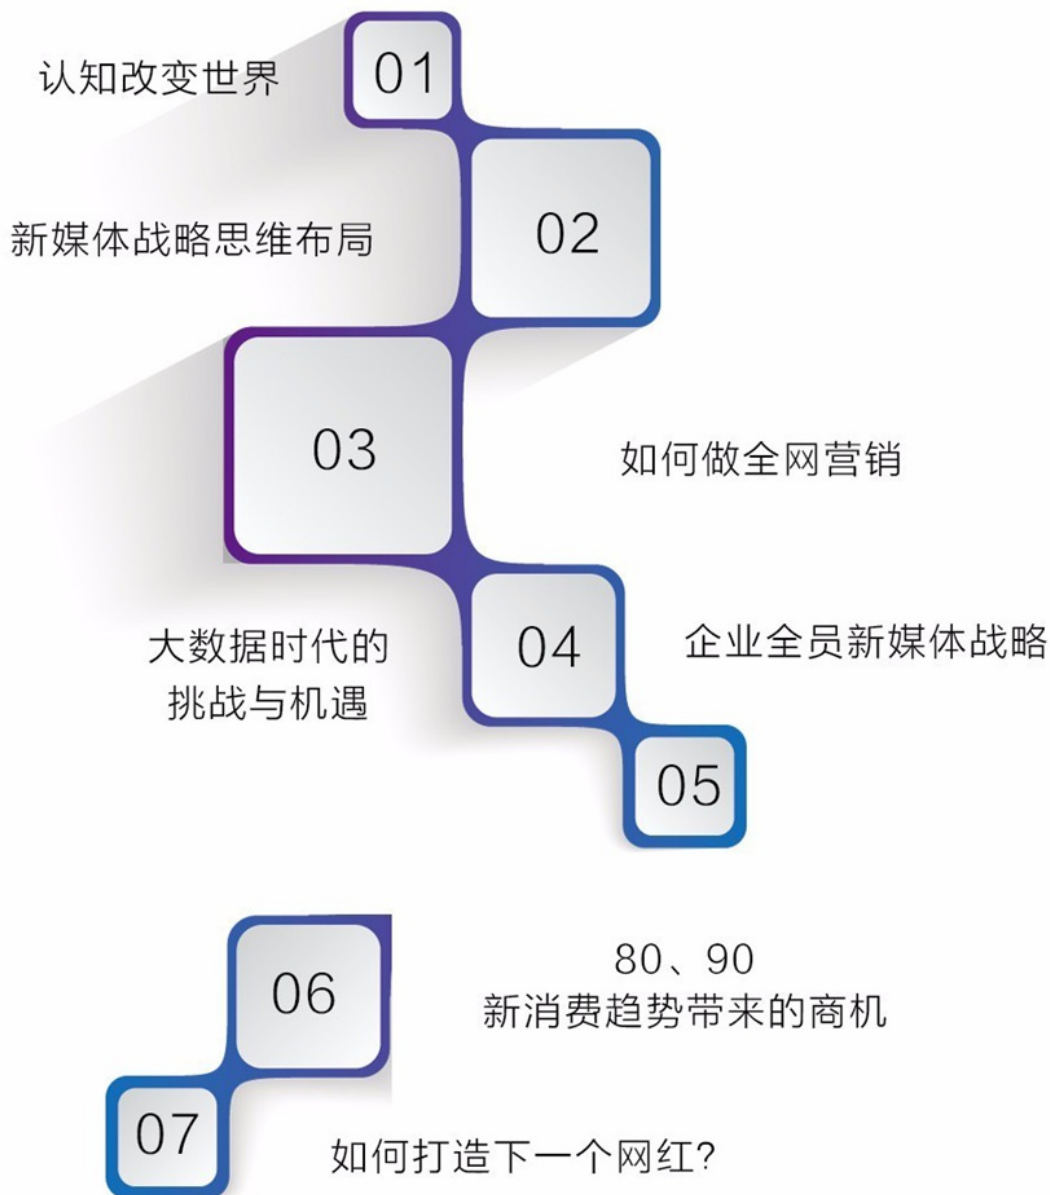 认知改变世界
01
新媒体战略思维布局
02
03
如何做全网营销
大数据时代的
挑战与机遇
04
企业全员新媒体战略
05
06
80、90
新消费趋势带来的商机
07
如何打造下一个网红?